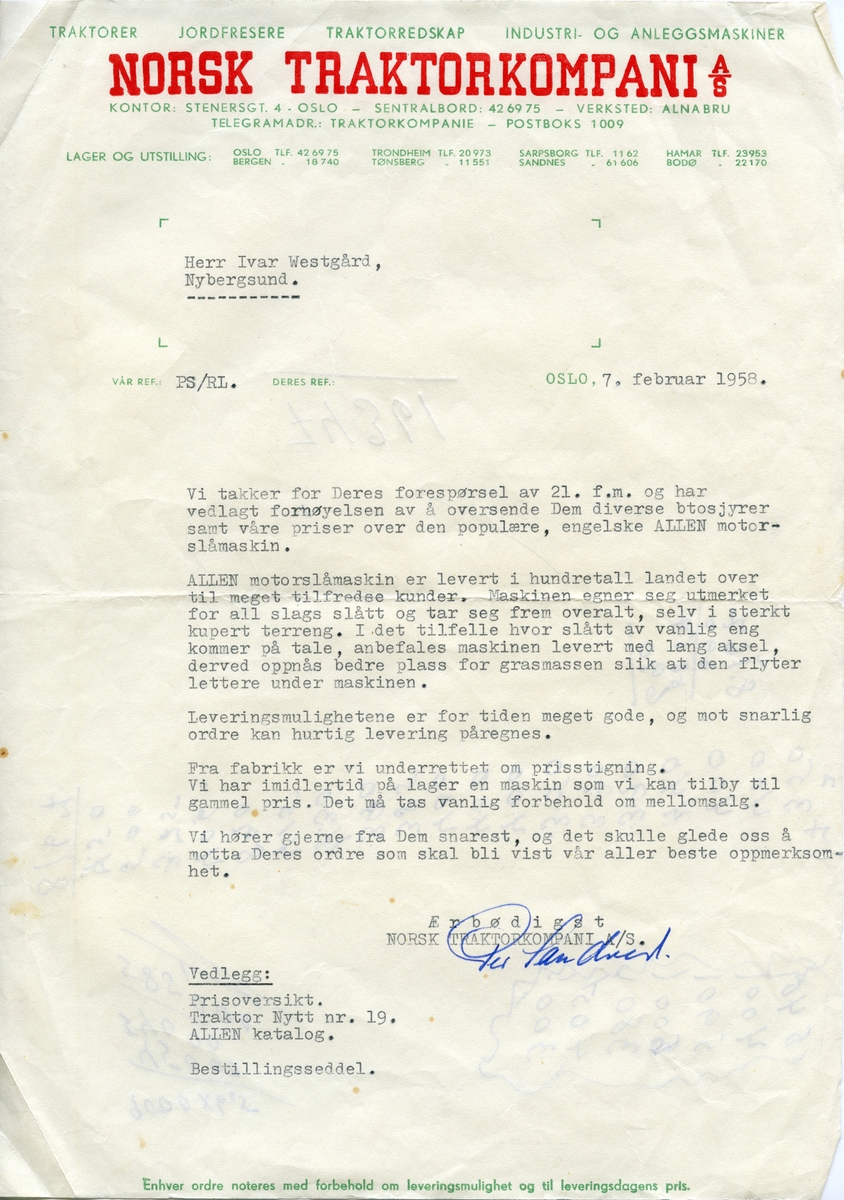 TRAKTORER JORDFRESERE TRAKTORREDSKAP INDUSTRI- OG ANLEGGSMASKINER
NORSK TRAKTORKOMPANI A/S
KONTOR: STENERSGT. 4 - OSLO — SENTRALBORD: 42 69 75 — VERKSTED: ALNABRU
TELEGRAMADR.: TRAKTORKOMPANIE — POSTBOKS 1009
LAGER OG UTSTILLING: OSLO TLF. 42 69 75 TRONDHEIM TLF. 20 973 SARPSBORG TLF. 11 62 HAMAR TLF. 23953
BERGEN - 18 740 TØNSBERG - 11 551 SANDNES - 61 606 BODØ - 22 170
Herr Ivar Westgård,
Nybergsund.
VÅR REF.: PS/RL. DERES REF.: OSLO, 7. februar 1958.
Vi takker for Deres forespørsel av 21. f.m. og har
vedlagt fornøyelsen av å oversende Dem diverse btosjyrer
samt våre priser over den populære, engelske ALLEN motor-
slåmaskin.
ALLEN motorslåmaskin er levert i hundretall landet over
til meget tilfredse kunder. Maskinen egner seg utmerket
for all slags slått og tar seg frem overalt, selv i sterkt
kupert terreng. I det tilfelle hvor slått av vanlig eng
kommer på tale, anbefales maskinen levert med lang aksel,
derved oppnås bedre plass for grasmassen slik at den flyter
lettere under maskinen.
Leveringsmulighetene er for tiden meget gode, og mot snarlig
ordre kan hurtig levering påregnes.
Fra fabrikk er vi underrettet om prisstigning.
Vi har imidlertid på lager en maskin som vi kan tilby til
gammel pris. Det må tas vanlig forbehold om mellomsalg.
Vi hører gjerne fra Dem snarest, og det skulle glede oss å
motta Deres ordre som skal bli vist vår aller beste oppmerksom-
het.
Ærbødigst
NORSK TRAKTORKOMPANI A/S.
Vedlegg:
Prisoversikt.
Traktor Nytt nr. 19.
ALLEN katalog.
Bestillingsseddel.
Enhver ordre noteres med forbehold om leveringsmulighet og til leveringsdagens pris.